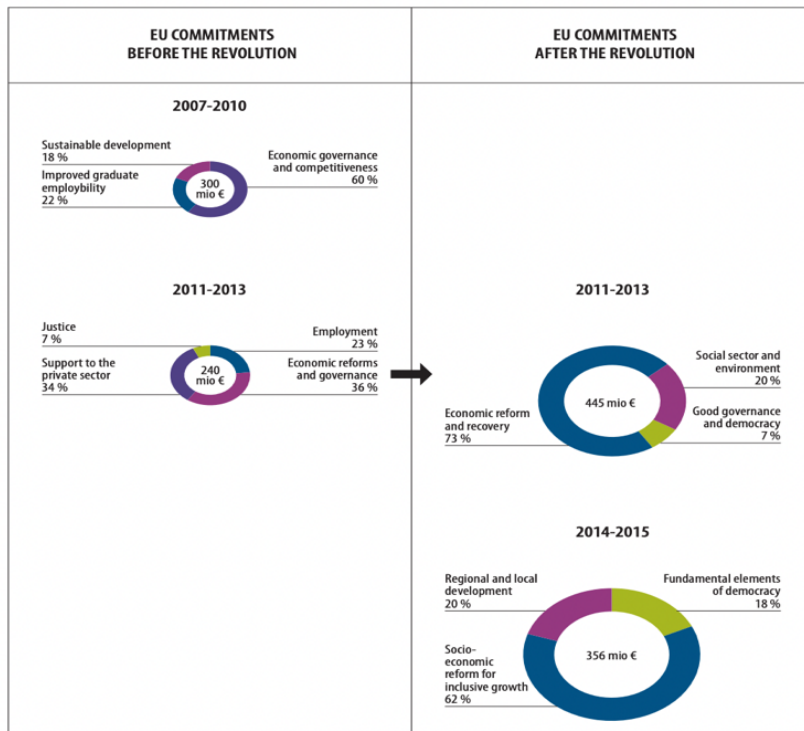 EU COMMITMENTS
BEFORE THE REVOLUTION
EU COMMITMENTS
AFTER THE REVOLUTION
2007-2010
Sustainable development
18 %
Improved graduate
employbility
22 %
300
mio €
Economic governance
and competitiveness
60 %
2011-2013
Justice
7 %
Support to the
private sector
34 %
240
mio €
Employment
23 %
Economic reforms
and governance
36 %
2011-2013
Economic reform
and recovery
73 %
445 mio €
Social sector and
environment
20 %
Good governance
and democracy
7 %
2014-2015
Regional and local
development
20 %
Socio-
economic
reform for
inclusive growth
62 %
356 mio €
Fundamental elements
of democracy
18 %